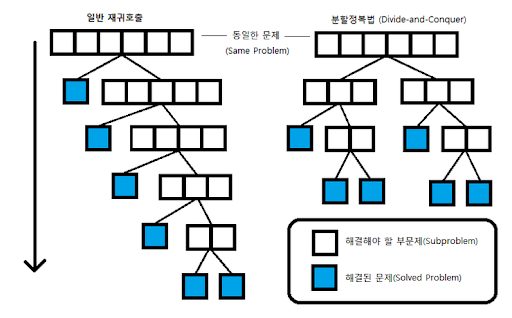 일반 재귀호출
동일한 문제
(Same Problem)
분할정복법 (Divide-and-Conquer)
해결해야 할 부문제(Subproblem)
해결된 문제(Solved Problem)